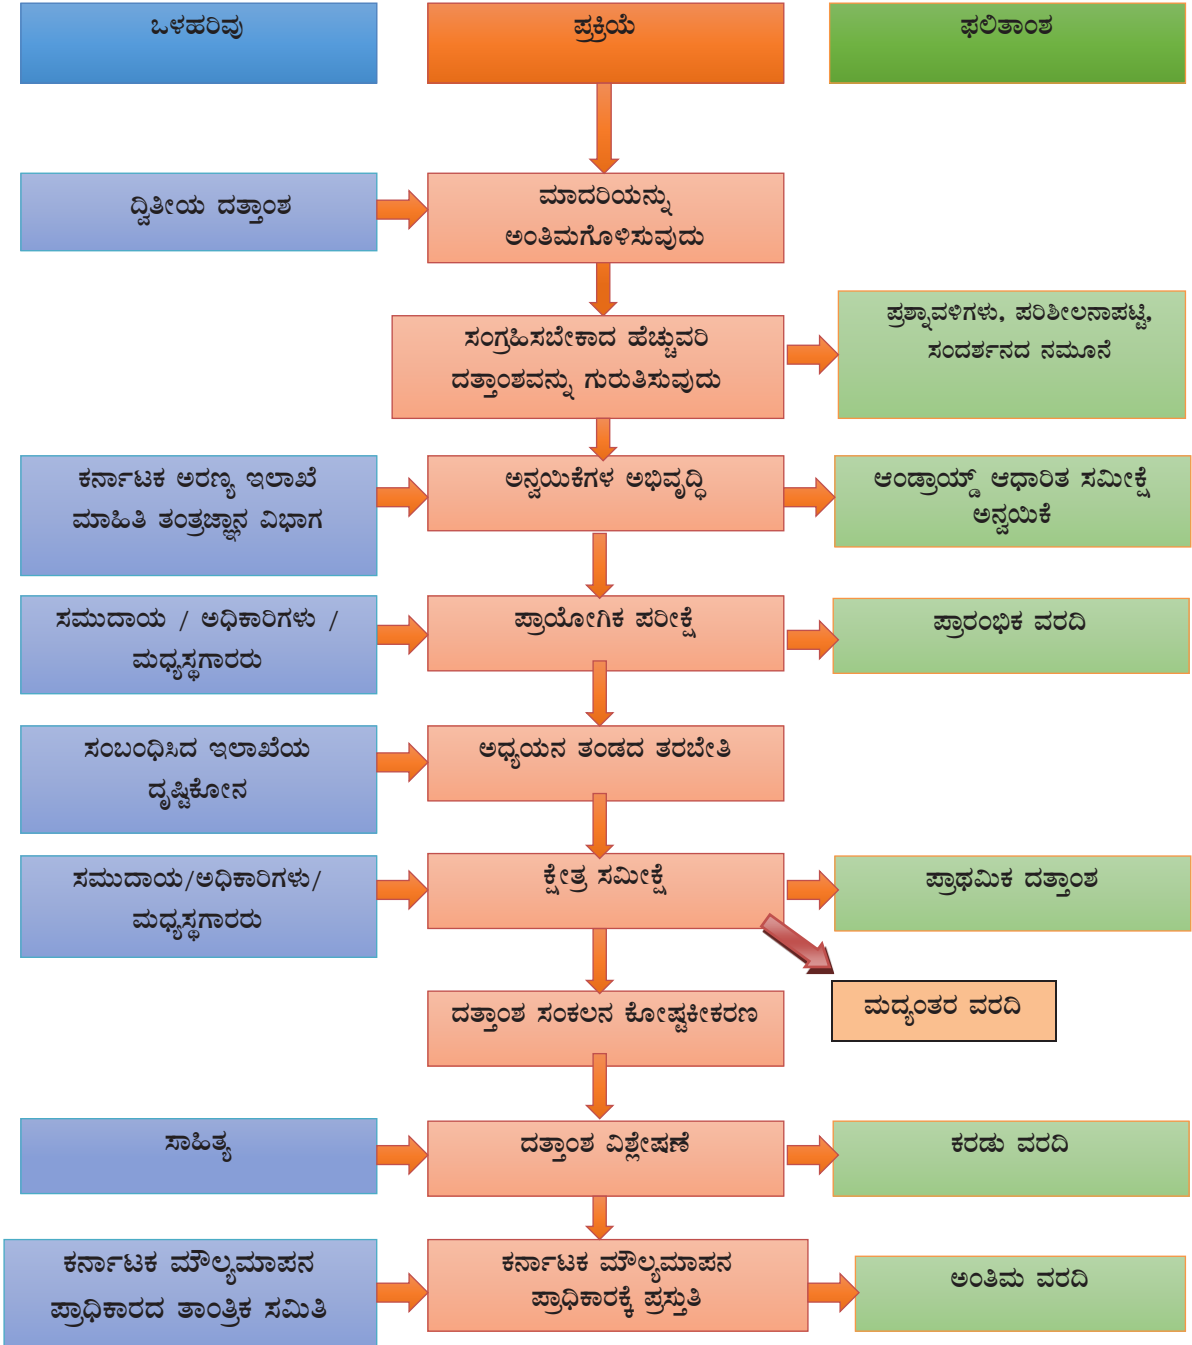 ಒಳಹರಿವು
ಪ್ರಕ್ರಿಯೆ
ಫಲಿತಾಂಶ
ದ್ವಿತೀಯ ದತ್ತಾಂಶ
ಮಾದರಿಯನ್ನು
ಅಂತಿಮಗೊಳಿಸುವುದು
ಸಂಗ್ರಹಿಸಬೇಕಾದ ಹೆಚ್ಚುವರಿ
ದತ್ತಾಂಶವನ್ನು ಗುರುತಿಸುವುದು
ಪ್ರಶ್ನಾವಳಿಗಳು, ಪರಿಶೀಲನಾಪಟ್ಟಿ,
ಸಂದರ್ಶನದ ನಮೂನೆ
ಕರ್ನಾಟಕ ಅರಣ್ಯ ಇಲಾಖೆ
ಮಾಹಿತಿ ತಂತ್ರಜ್ಞಾನ ವಿಭಾಗ
ಅನ್ವಯಿಕೆಗಳ ಅಭಿವೃದ್ಧಿ
ಆಂಡ್ರಾಯ್ಡ್ ಆಧಾರಿತ ಸಮೀಕ್ಷೆ
ಅನ್ವಯಿಕೆ
ಸಮುದಾಯ / ಅಧಿಕಾರಿಗಳು /
ಮಧ್ಯಸ್ಥಗಾರರು
ಪ್ರಾಯೋಗಿಕ ಪರೀಕ್ಷೆ
ಪ್ರಾರಂಭಿಕ ವರದಿ
ಸಂಬಂಧಿಸಿದ ಇಲಾಖೆಯ
ದೃಷ್ಟಿಕೋನ
ಅಧ್ಯಯನ ತಂಡದ ತರಬೇತಿ
ಸಮುದಾಯ/ಅಧಿಕಾರಿಗಳು/
ಮಧ್ಯಸ್ಥಗಾರರು
ಕ್ಷೇತ್ರ ಸಮೀಕ್ಷೆ
ಪ್ರಾಥಮಿಕ ದತ್ತಾಂಶ
ಮಧ್ಯಂತರ ವರದಿ
ದತ್ತಾಂಶ ಸಂಕಲನ ಕೋಷ್ಟಕೀಕರಣ
ಸಾಹಿತ್ಯ
ದತ್ತಾಂಶ ವಿಶ್ಲೇಷಣೆ
ಕರಡು ವರದಿ
ಕರ್ನಾಟಕ ಮೌಲ್ಯಮಾಪನ
ಪ್ರಾಧಿಕಾರದ ತಾಂತ್ರಿಕ ಸಮಿತಿ
ಕರ್ನಾಟಕ ಮೌಲ್ಯಮಾಪನ
ಪ್ರಾಧಿಕಾರಕ್ಕೆ ಪ್ರಸ್ತುತಿ
ಅಂತಿಮ ವರದಿ